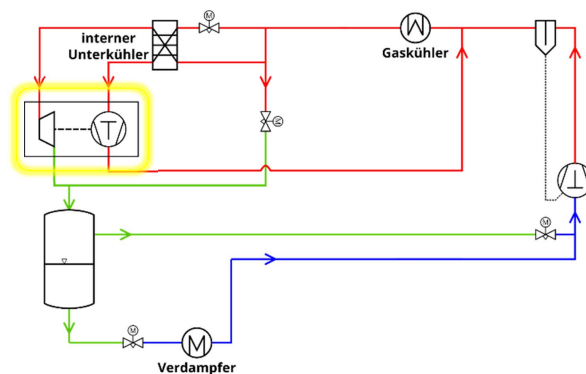 M
interner
Unterkühler
Gaskühler
M
M
M
Verdampfer